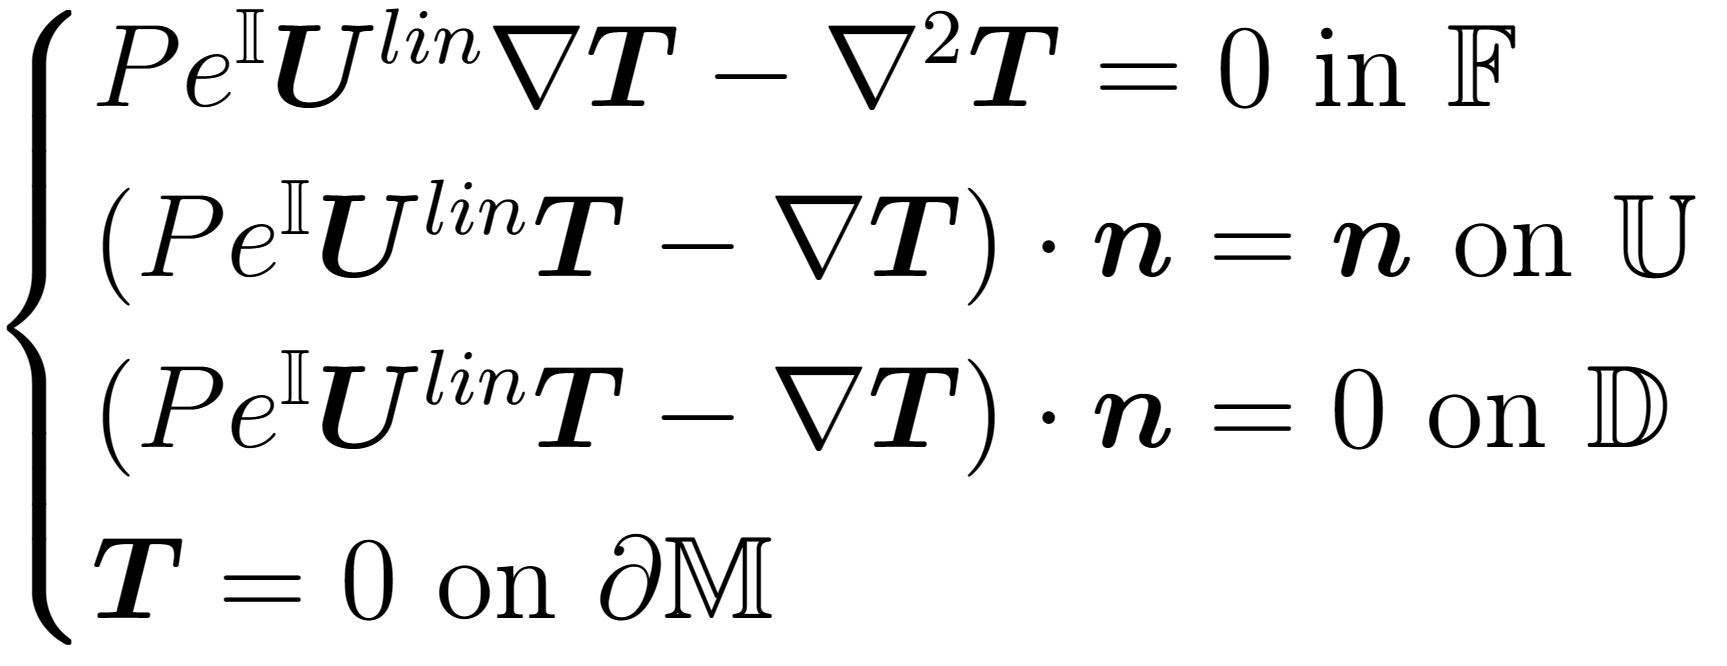 Pe^𝕀 𝑼^lin ∇𝑻 − ∇²𝑻 = 0 in 𝔽
(Pe^𝕀 𝑼^lin 𝑻 − ∇𝑻) · 𝒏 = 𝒏 on 𝕌
(Pe^𝕀 𝑼^lin 𝑻 − ∇𝑻) · 𝒏 = 0 on 𝔻
𝑻 = 0 on ∂𝕄